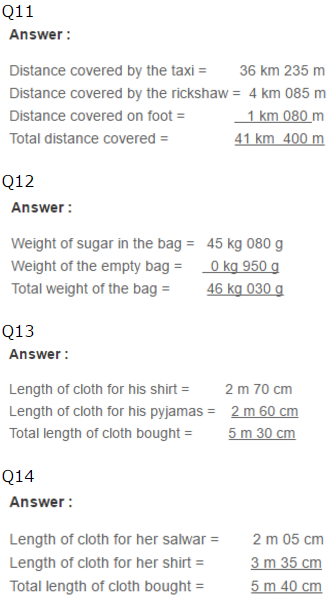 Q11
Answer :
Distance covered by the taxi = 36 km 235 m
Distance covered by the rickshaw = 4 km 085 m
Distance covered on foot = 1 km 080 m
Total distance covered = 41 km 400 m
Q12
Answer :
Weight of sugar in the bag = 45 kg 080 g
Weight of the empty bag = 0 kg 950 g
Total weight of the bag = 46 kg 030 g
Q13
Answer :
Length of cloth for his shirt = 2 m 70 cm
Length of cloth for his pyjamas = 2 m 60 cm
Total length of cloth bought = 5 m 30 cm
Q14
Answer :
Length of cloth for her salwar = 2 m 05 cm
Length of cloth for her shirt = 3 m 35 cm
Total length of cloth bought = 5 m 40 cm